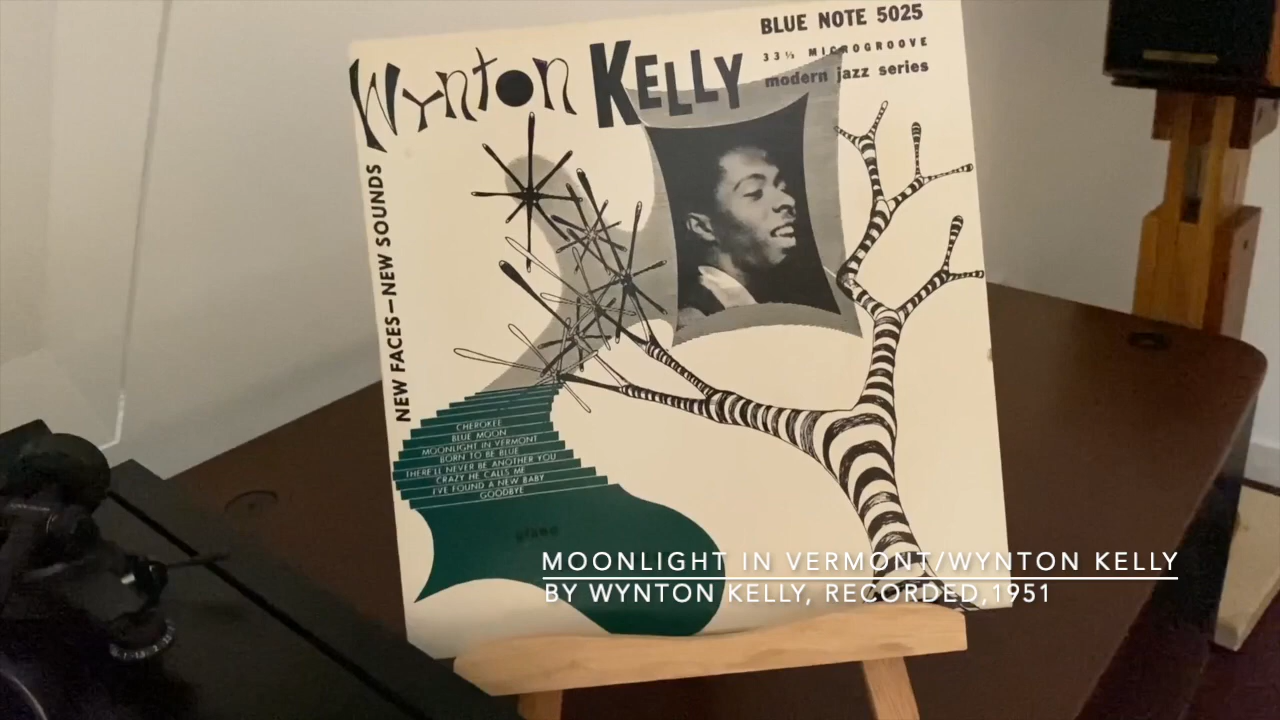 BLUE NOTE 5025
33⅓ MICROGROOVE
modern jazz series
Wynton KELLY
NEW FACES—NEW SOUNDS
CHEROKEE
BLUE MOON
MOONLIGHT IN VERMONT
BORN TO BE BLUE
THERE'LL NEVER BE ANOTHER YOU
CRAZY HE CALLS ME
I'VE FOUND A NEW BABY
GOODBYE
piano
MOONLIGHT IN VERMONT/WYNTON KELLY
BY WYNTON KELLY, RECORDED,1951